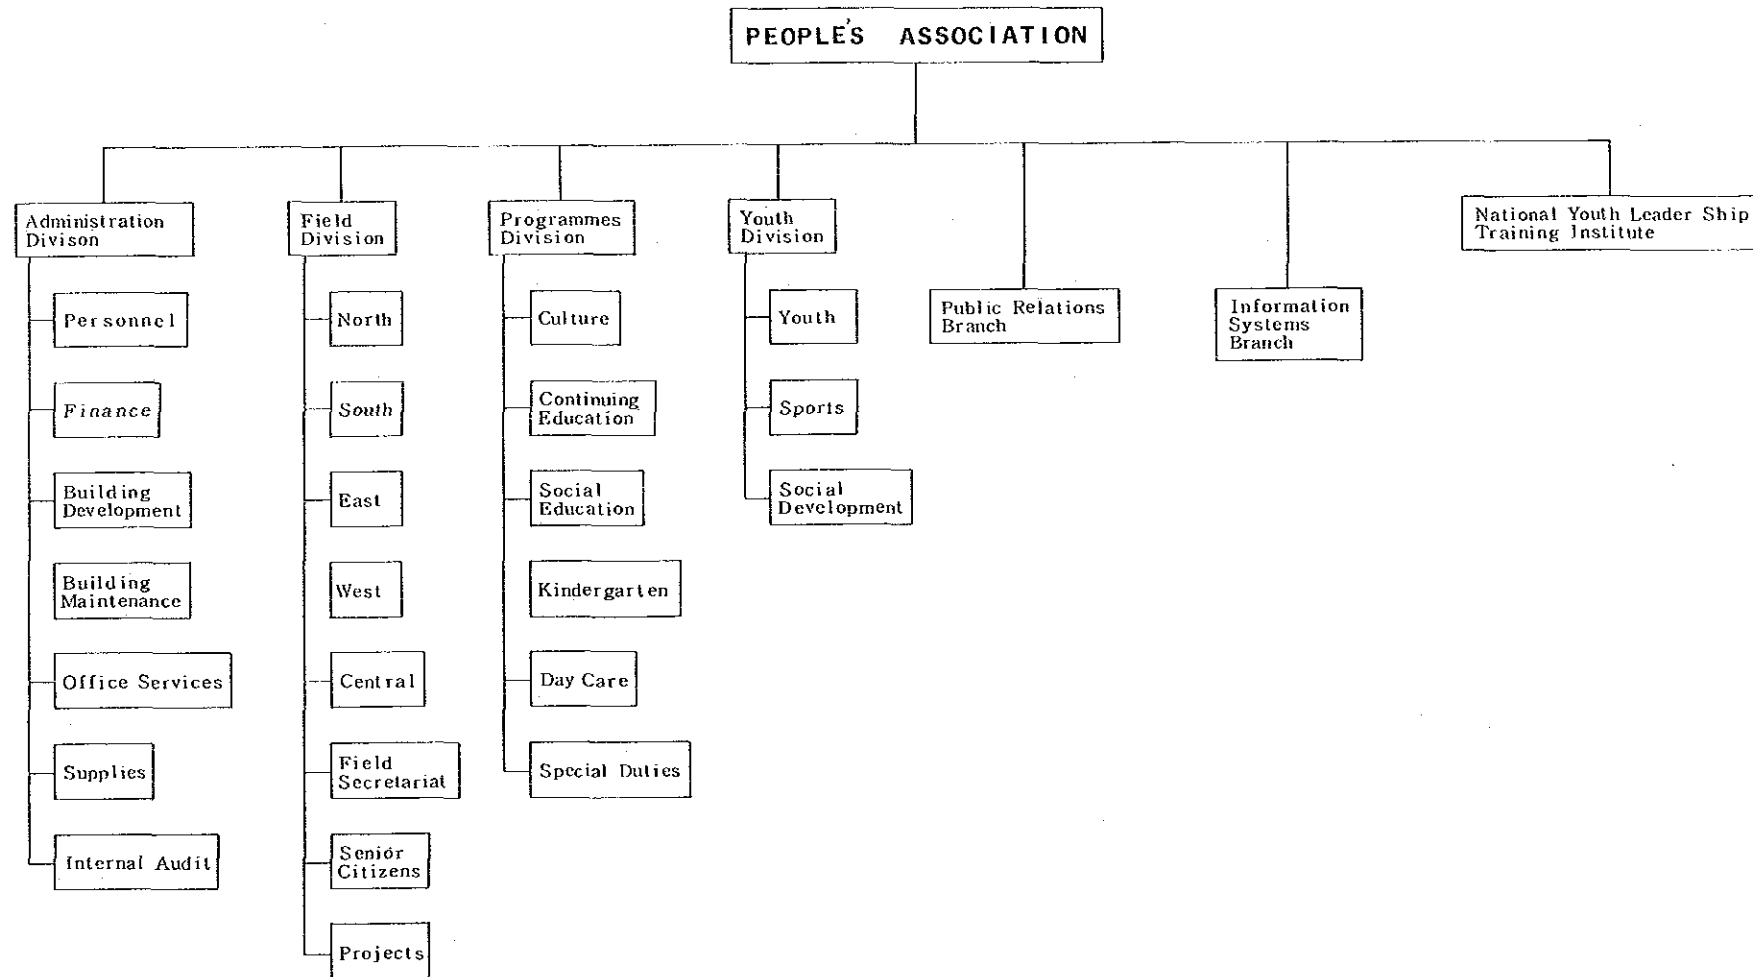 PEOPLE'S ASSOCIATION
Administration
Divison
Personnel
Finance
Building
Development
Building
Maintenance
Office Services
Supplies
Internal Audit
Field
Division
North
South
East
West
Central
Field
Secretariat
Senior
Citizens
Projects
Programmes
Division
Culture
Continuing
Education
Social
Education
Kindergarten
Day Care
Special Duties
Youth
Division
Youth
Sports
Social
Development
Public Relations
Branch
Information
Systems
Branch
National Youth Leader Ship
Training Institute